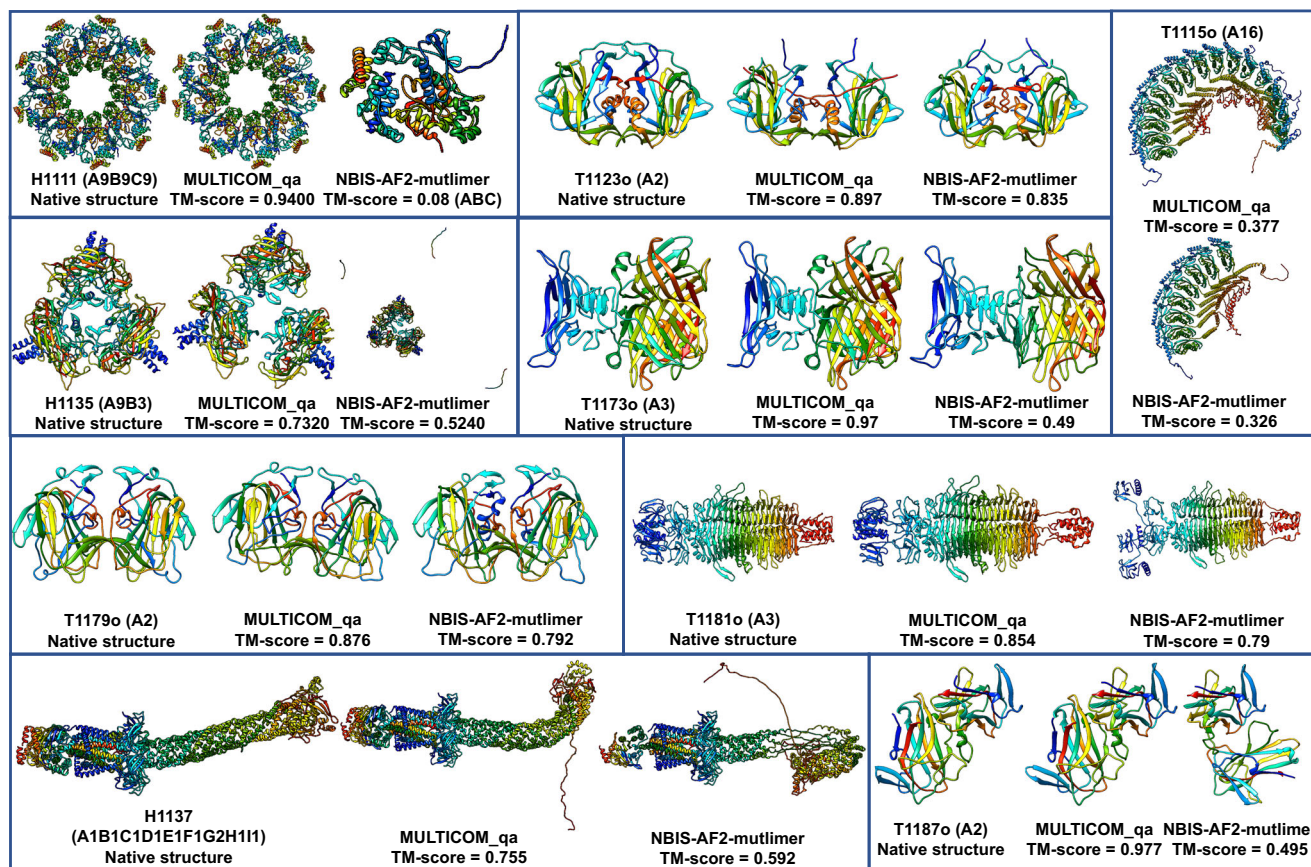 H1111 (A9B9C9)
Native structure
MULTICOM_qa
TM-score = 0.9400
NBIS-AF2-mutlimer
TM-score = 0.08 (ABC)
T1123o (A2)
Native structure
MULTICOM_qa
TM-score = 0.897
NBIS-AF2-mutlimer
TM-score = 0.835
T1115o (A16)
MULTICOM_qa
TM-score = 0.377
NBIS-AF2-mutlimer
TM-score = 0.326
H1135 (A9B3)
Native structure
MULTICOM_qa
TM-score = 0.7320
NBIS-AF2-mutlimer
TM-score = 0.5240
T1173o (A3)
Native structure
MULTICOM_qa
TM-score = 0.97
NBIS-AF2-mutlimer
TM-score = 0.49
T1179o (A2)
Native structure
MULTICOM_qa
TM-score = 0.876
NBIS-AF2-mutlimer
TM-score = 0.792
T1181o (A3)
Native structure
MULTICOM_qa
TM-score = 0.854
NBIS-AF2-mutlimer
TM-score = 0.79
H1137
(A1B1C1D1E1F1G2H1I1)
Native structure
MULTICOM_qa
TM-score = 0.755
NBIS-AF2-mutlimer
TM-score = 0.592
T1187o (A2)
Native structure
MULTICOM_qa
TM-score = 0.977
NBIS-AF2-mutlime
TM-score = 0.495